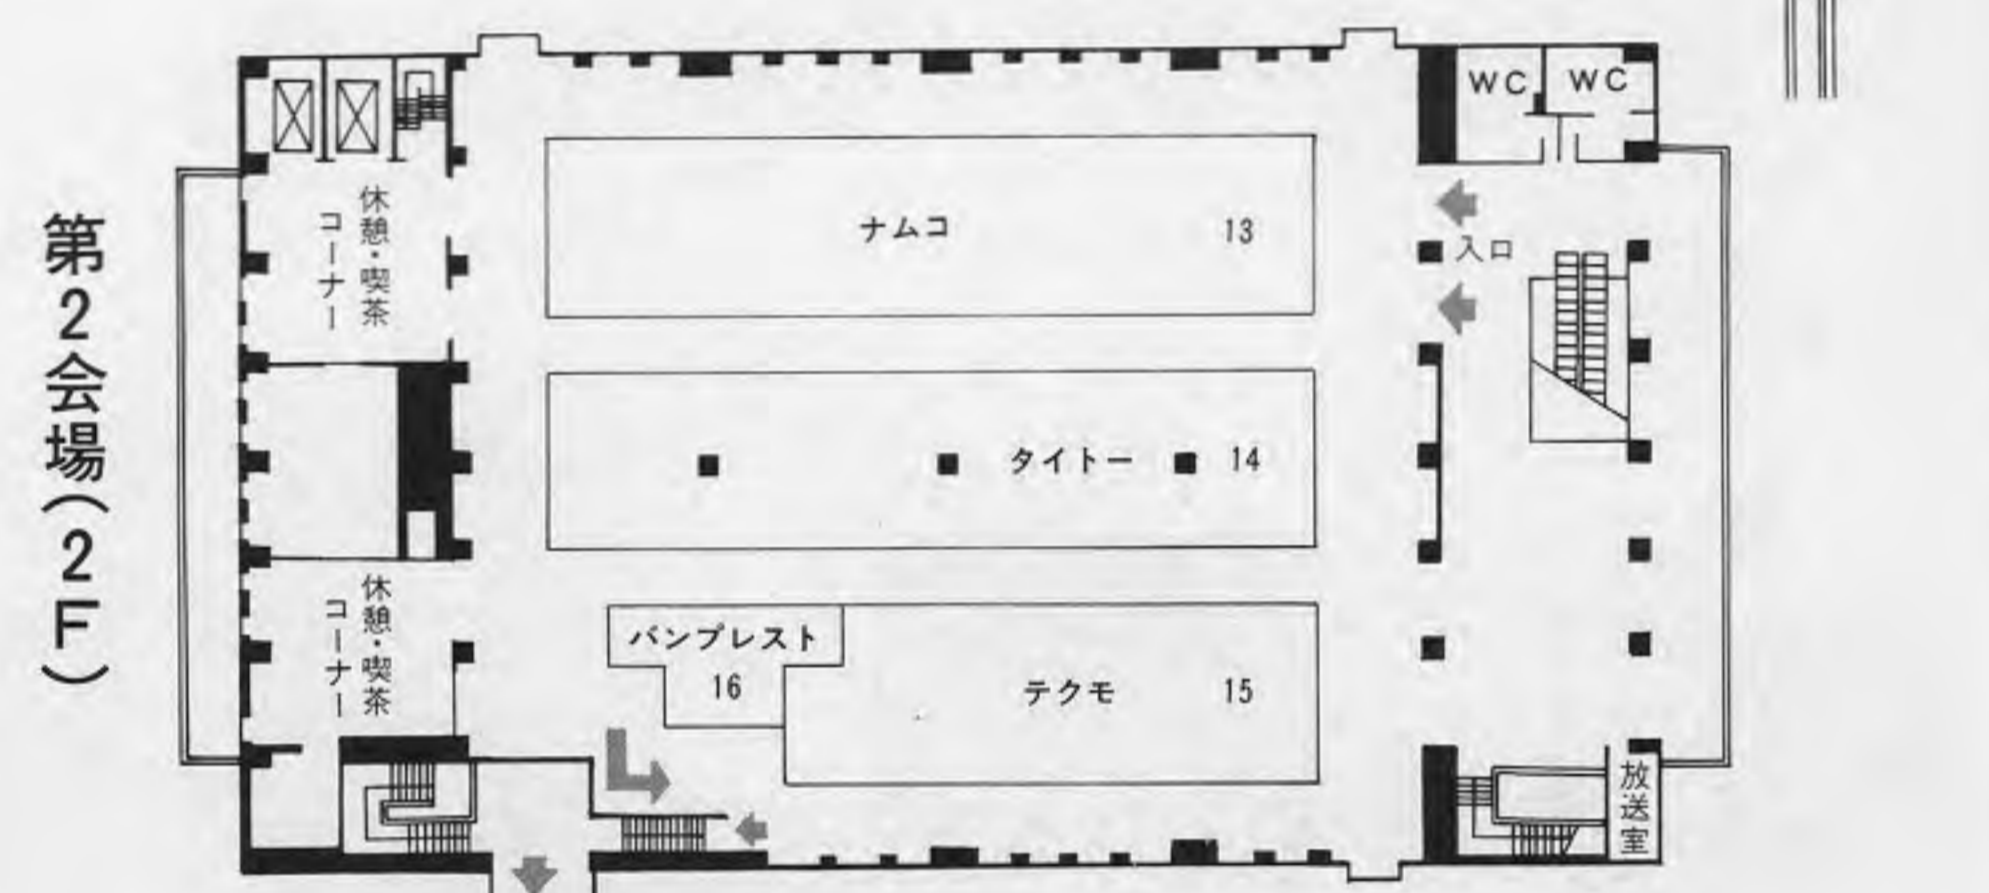 第2会場(2F)
WC
WC
休憩・喫茶
コーナー
ナムコ 13
入口
タイトー 14
休憩・喫茶
コーナー
バンプレスト
16
テクモ 15
放送室